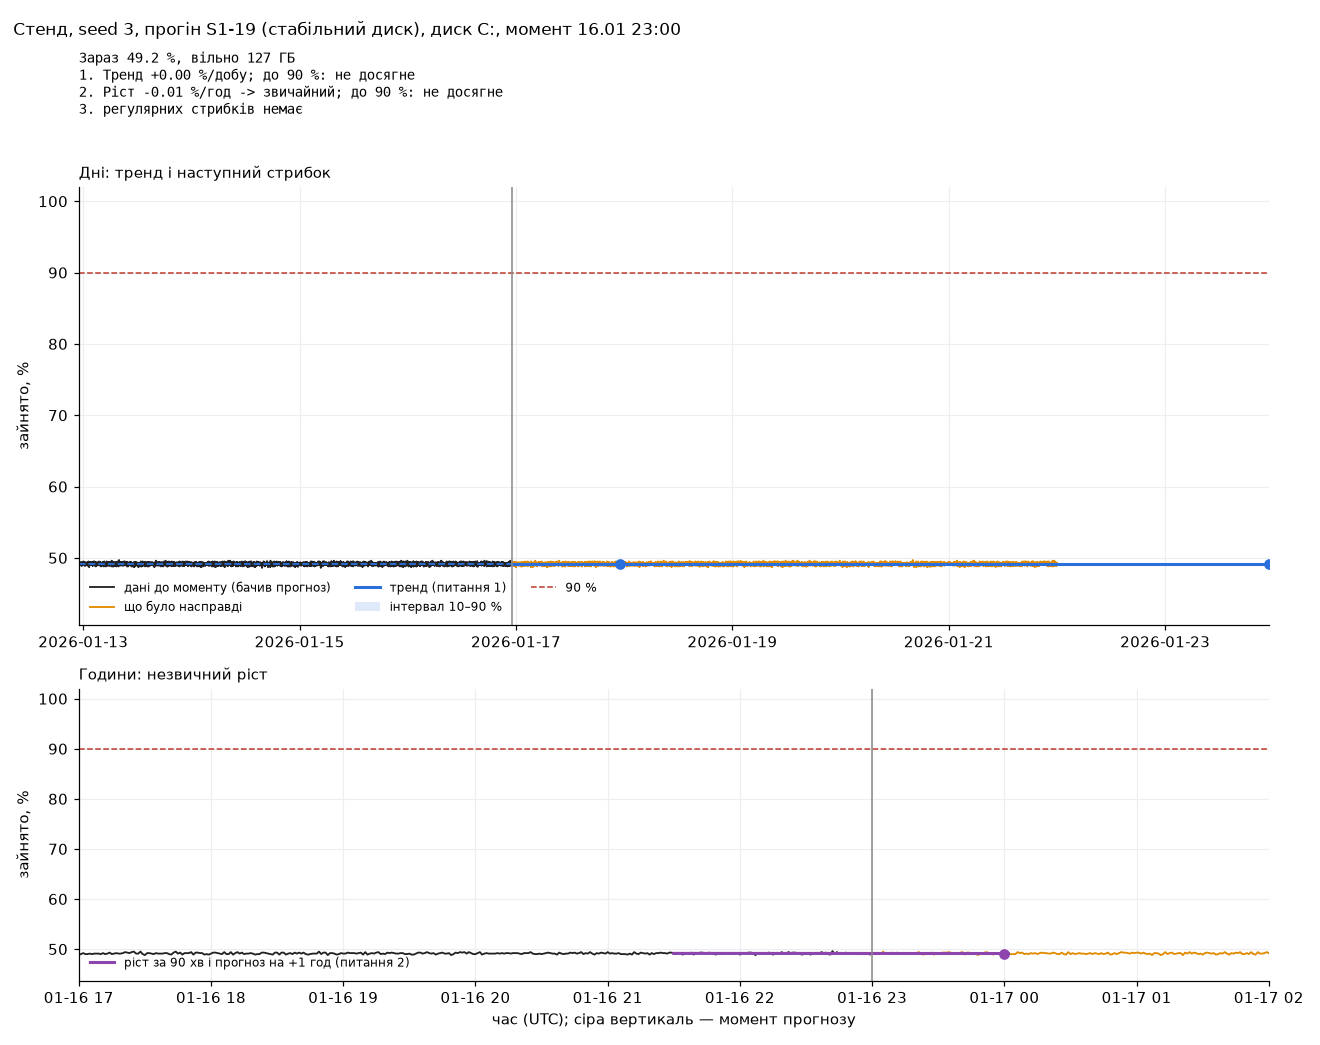 Стенд, seed 3, прогін S1-19 (стабільний диск), диск C:, момент 16.01 23:00
Зараз 49.2 %, вільно 127 ГБ
1. Тренд +0.00 %/добу; до 90 %: не досягне
2. Ріст -0.01 %/год -> звичайний; до 90 %: не досягне
3. регулярних стрибків немає
Дні: тренд і наступний стрибок
100
90
80
70
60
50
зайнято, %
дані до моменту (бачив прогноз)
що було насправді
тренд (питання 1)
інтервал 10–90 %
90 %
2026-01-13
2026-01-15
2026-01-17
2026-01-19
2026-01-21
2026-01-23
Години: незвичний ріст
100
90
80
70
60
50
зайнято, %
ріст за 90 хв і прогноз на +1 год (питання 2)
01-16 17
01-16 18
01-16 19
01-16 20
01-16 21
01-16 22
01-16 23
01-17 00
01-17 01
01-17 02
час (UTC); сіра вертикаль — момент прогнозу